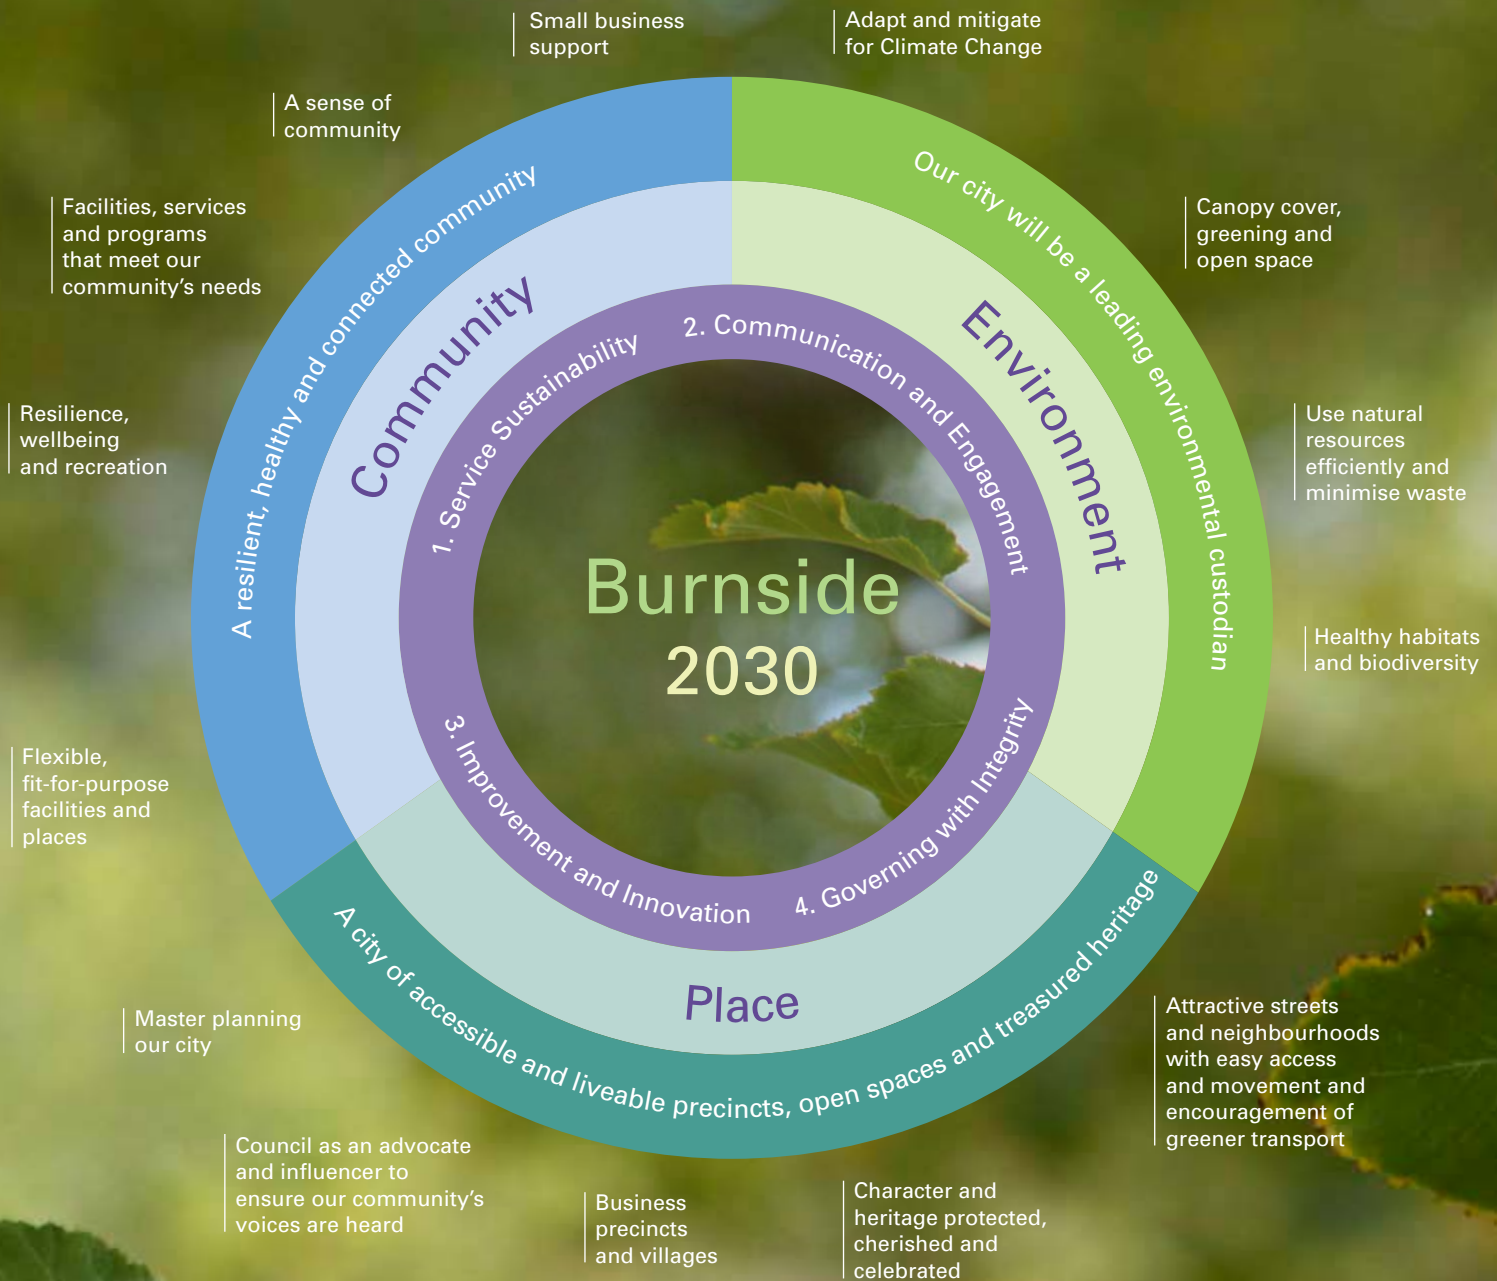 Small business
support
Adapt and mitigate
for Climate Change
A sense of
community
Facilities, services
and programs
that meet our
community’s needs
Canopy cover,
greening and
open space
Resilience,
wellbeing
and recreation
Use natural
resources
efficiently and
minimise waste
Healthy habitats
and biodiversity
Flexible,
fit-for-purpose
facilities and
places
A resilient, healthy and connected community
Our city will be a leading environmental custodian
Community
Environment
1. Service Sustainability
2. Communication and Engagement
Burnside
2030
3. Improvement and Innovation
4. Governing with Integrity
Place
A city of accessible and liveable precincts, open spaces and treasured heritage
Master planning
our city
Attractive streets
and neighbourhoods
with easy access
and movement and
encouragement of
greener transport
Council as an advocate
and influencer to
ensure our community’s
voices are heard
Business
precincts
and villages
Character and
heritage protected,
cherished and
celebrated